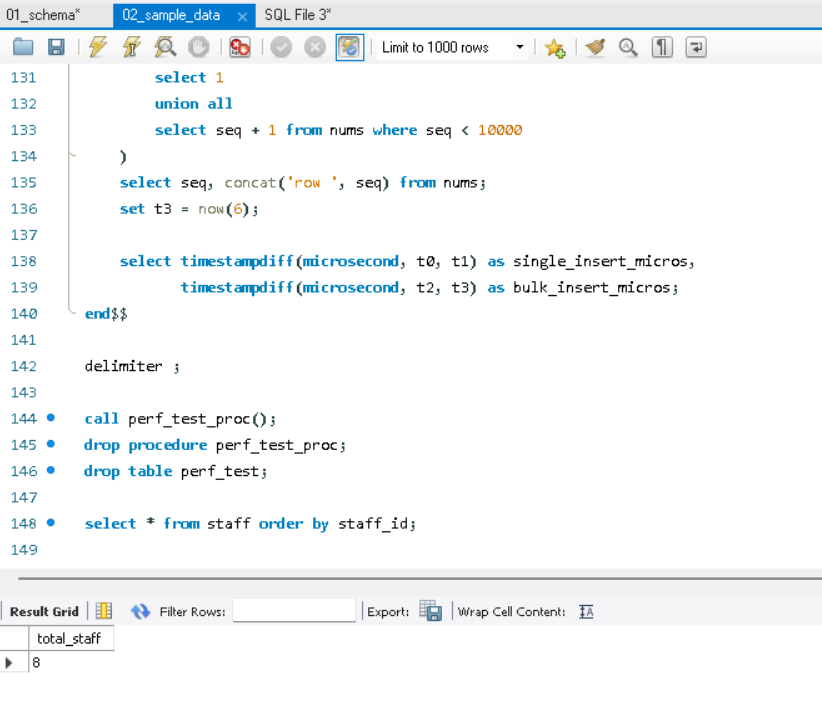 01_schema*
02_sample_data
SQL File 3*
Limit to 1000 rows
131 select 1
132 union all
133 select seq + 1 from nums where seq < 10000
134 )
135 select seq, concat('row ', seq) from nums;
136 set t3 = now(6);
137
138 select timestampdiff(microsecond, t0, t1) as single_insert_micros,
139 timestampdiff(microsecond, t2, t3) as bulk_insert_micros;
140 end$$
141
142 delimiter ;
143
144 call perf_test_proc();
145 drop procedure perf_test_proc;
146 drop table perf_test;
147
148 select * from staff order by staff_id;
149
Result Grid Filter Rows: Export: Wrap Cell Content:
total_staff
8